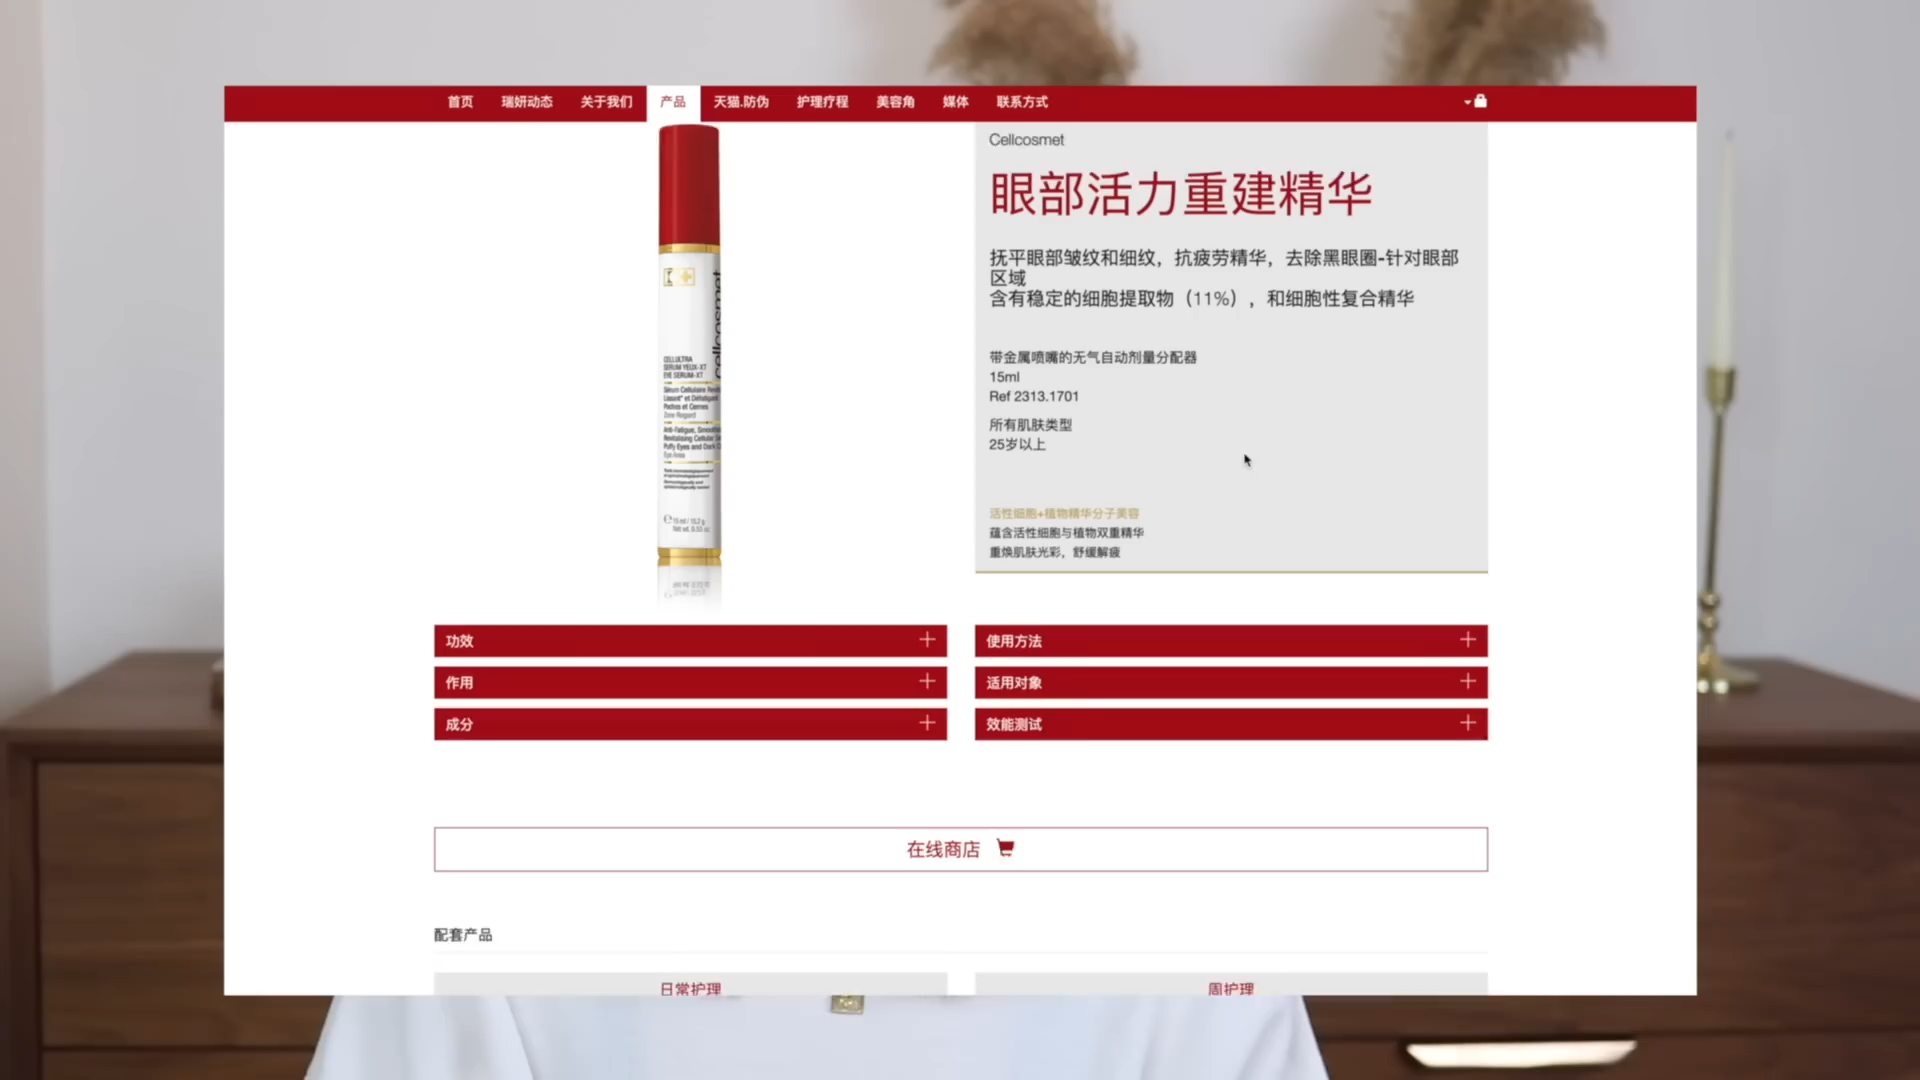 首页 瑞妍动态 关于我们 产品 天猫.防伪 护理疗程 美容角 媒体 联系方式
Cellcosmet
眼部活力重建精华
抚平眼部皱纹和细纹，抗疲劳精华，去除黑眼圈-针对眼部
区域
含有稳定的细胞提取物（11%），和细胞性复合精华
带金属喷嘴的无气自动剂量分配器
15ml
Ref 2313.1701
所有肌肤类型
25岁以上
活性细胞+植物精华分子美容
蕴含活性细胞与植物双重精华
重焕肌肤光彩，舒缓解疲
cellcosmet
CELLULTRA
SERUM YEUX-XT
EYE SERUM-XT
Zone Regard
Eye Area
功效
使用方法
作用
适用对象
成分
效能测试
在线商店
配套产品
日常护理
周护理